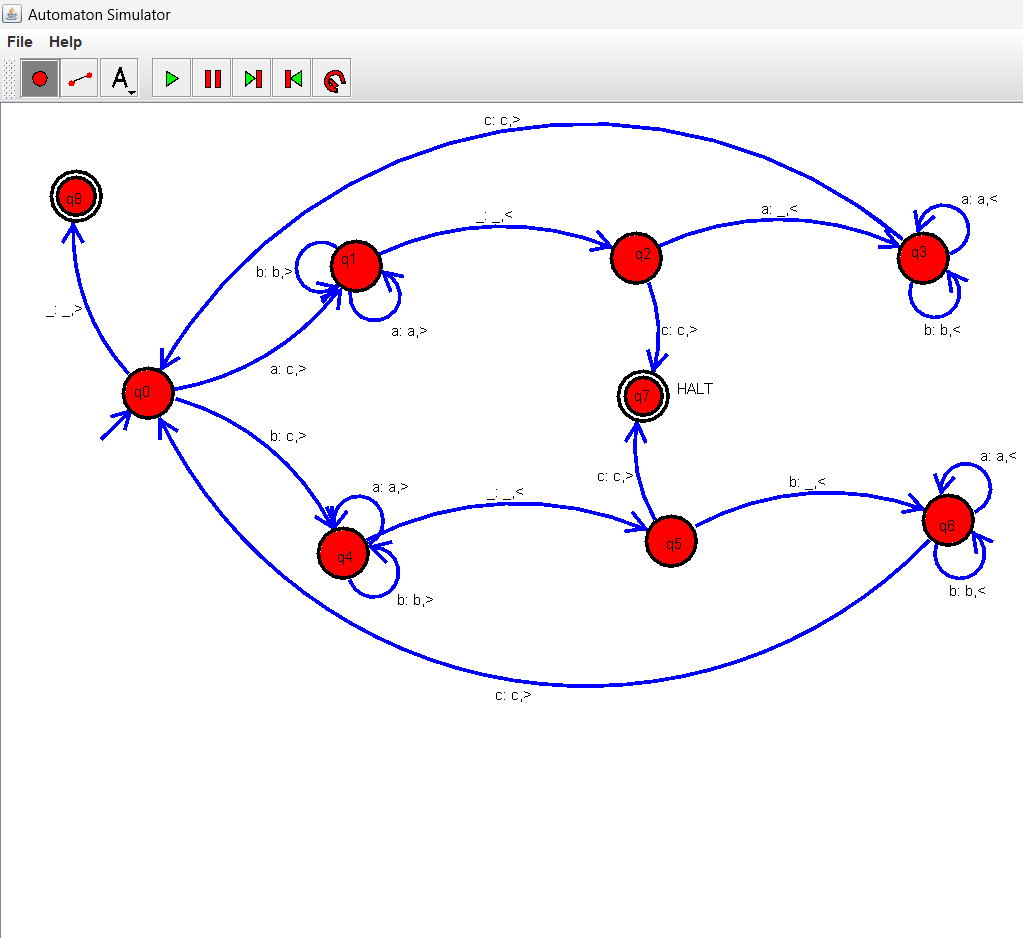 Automaton Simulator
File Help
A
c: c,>
q8
a: a,<
_: _,<
a: _,<
q1
q2
q3
b: b,>
_: _,>
a: a,>
c: c,>
b: b,<
a: c,>
q0
q7
HALT
b: c,>
a: a,<
c: c,>
b: _,<
a: a,>
_: _,<
q6
q4
q5
b: b,<
b: b,>
c: c,>